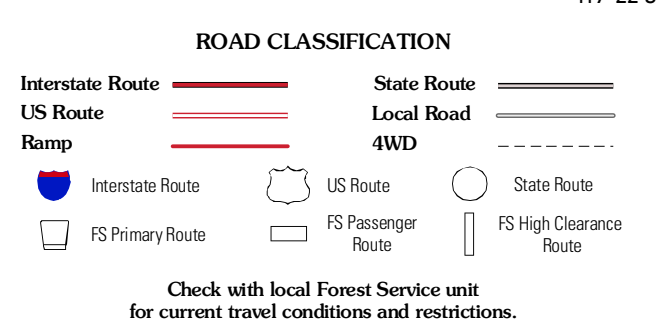 ROAD CLASSIFICATION
Interstate Route
State Route
US Route
Local Road
Ramp
4WD
Interstate Route
US Route
State Route
FS Primary Route
FS Passenger
Route
FS High Clearance
Route
Check with local Forest Service unit
for current travel conditions and restrictions.